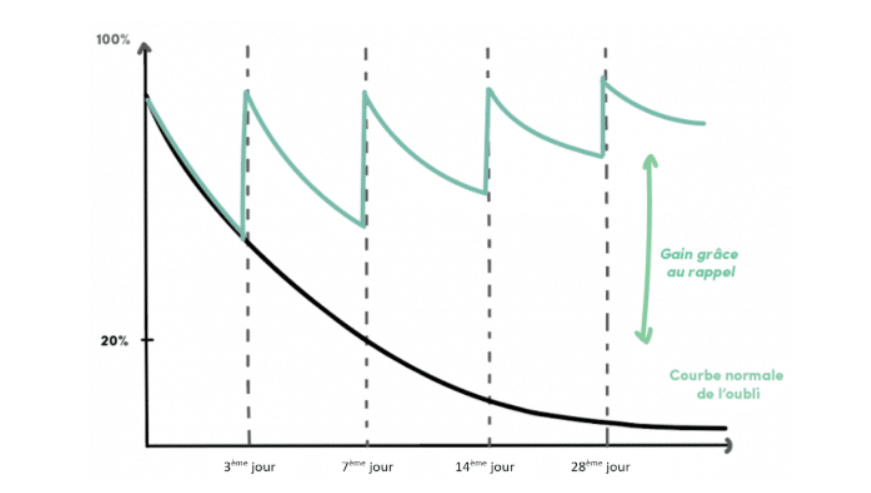 100%
Gain grâce
au rappel
20%
Courbe normale
de l'oubli
3ème jour
7ème jour
14ème jour
28ème jour